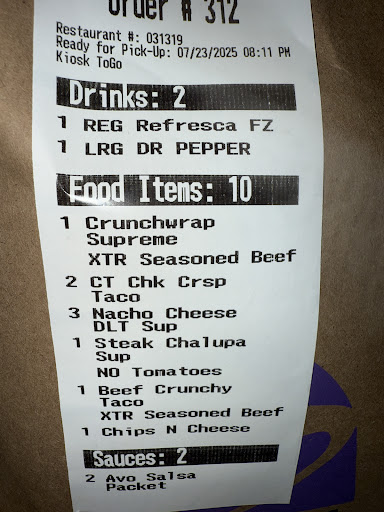 Order # 312
Restaurant #: 031319
Ready for Pick-Up: 07/23/2025 08:11 PM
Kiosk ToGo
Drinks: 2
1 REG Refresca FZ
1 LRG DR PEPPER
Food Items: 10
1 Crunchwrap
Supreme
XTR Seasoned Beef
2 CT Chk Crsp
Taco
3 Nacho Cheese
DLT Sup
1 Steak Chalupa
Sup
NO Tomatoes
1 Beef Crunchy
Taco
XTR Seasoned Beef
1 Chips N Cheese
Sauces: 2
2 Avo Salsa
Packet